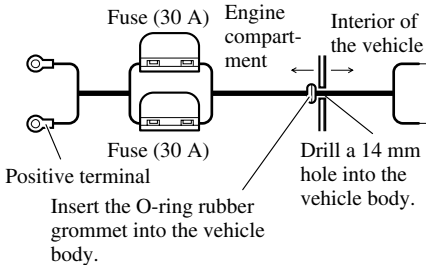 Fuse (30 A)
Engine
compart-
ment
Interior of
the vehicle
Fuse (30 A)
Positive terminal
Drill a 14 mm
hole into the
vehicle body.
Insert the O-ring rubber
grommet into the vehicle
body.